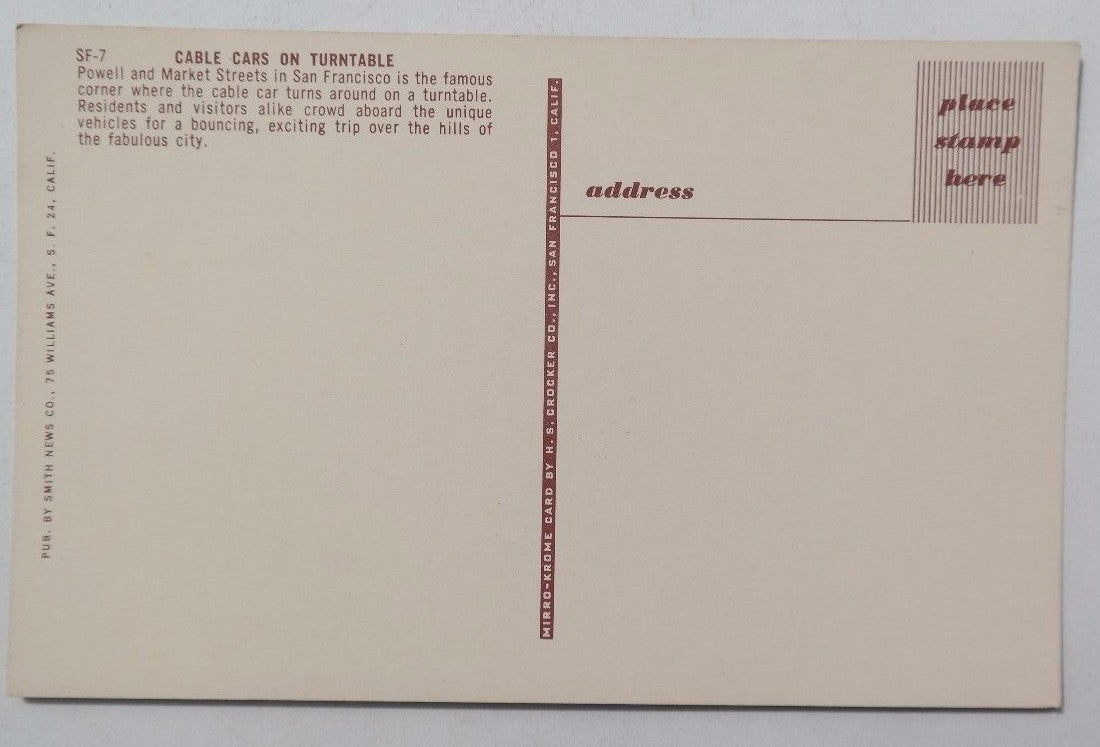 SF-7 CABLE CARS ON TURNTABLE
Powell and Market Streets in San Francisco is the famous
corner where the cable car turns around on a turntable.
Residents and visitors alike crowd aboard the unique
vehicles for a bouncing, exciting trip over the hills of
the fabulous city.
PUB. BY SMITH NEWS CO., 75 WILLIAMS AVE., S. F. 24, CALIF.
MIRRO-KROME CARD BY H. S. CROCKER CO., INC., SAN FRANCISCO 1, CALIF.
address
place
stamp
here